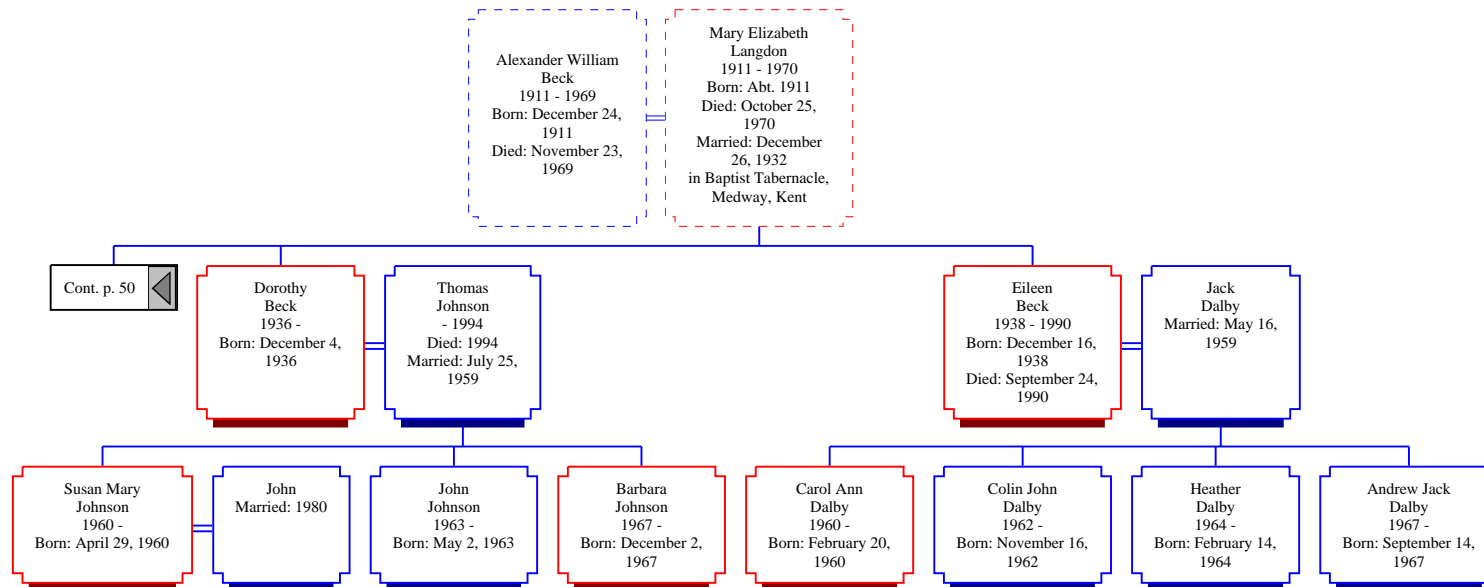 Alexander William
Beck
1911 - 1969
Born: December 24,
1911
Died: November 23,
1969
Mary Elizabeth
Langdon
1911 - 1970
Born: Abt. 1911
Died: October 25,
1970
Married: December
26, 1932
in Baptist Tabernacle,
Medway, Kent
Cont. p. 50
Dorothy
Beck
1936 -
Born: December 4,
1936
Thomas
Johnson
- 1994
Died: 1994
Married: July 25,
1959
Eileen
Beck
1938 - 1990
Born: December 16,
1938
Died: September 24,
1990
Jack
Dalby
Married: May 16,
1959
Susan Mary
Johnson
1960 -
Born: April 29, 1960
John
Married: 1980
John
Johnson
1963 -
Born: May 2, 1963
Barbara
Johnson
1967 -
Born: December 2,
1967
Carol Ann
Dalby
1960 -
Born: February 20,
1960
Colin John
Dalby
1962 -
Born: November 16,
1962
Heather
Dalby
1964 -
Born: February 14,
1964
Andrew Jack
Dalby
1967 -
Born: September 14,
1967